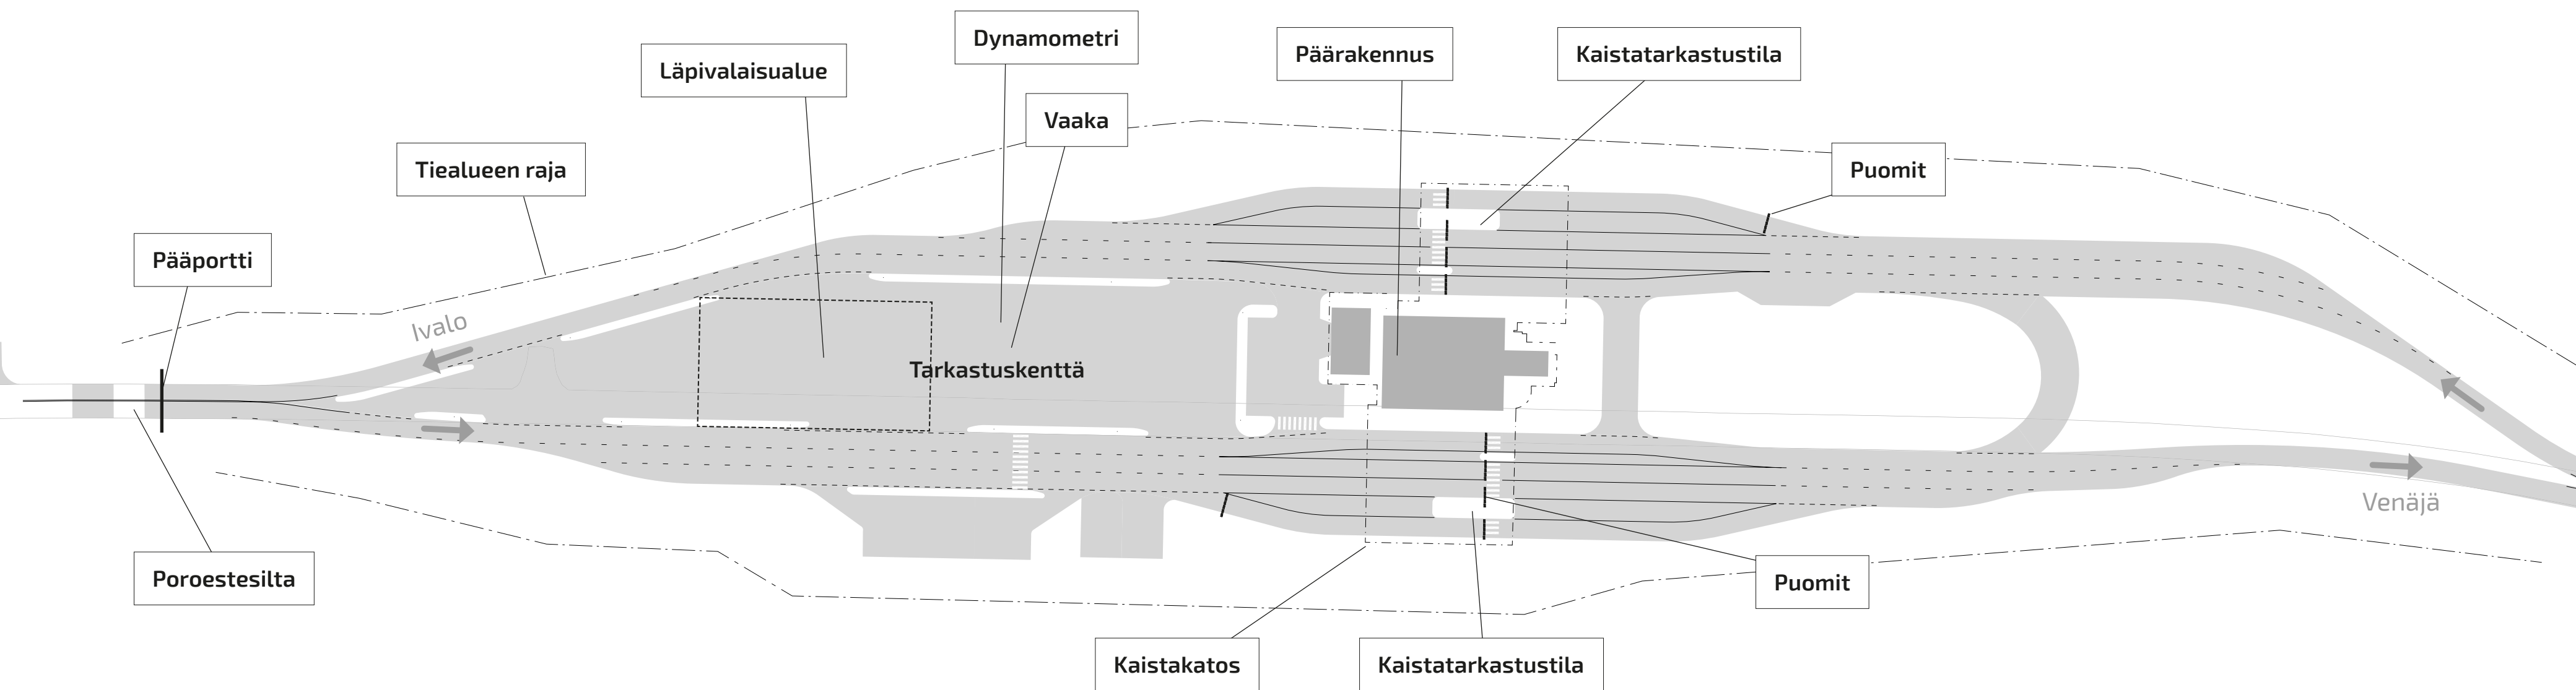 Dynamometri
Läpivalaisualue
Päärakennus
Kaistatarkastustila
Vaaka
Tiealueen raja
Puomit
Pääportti
Ivalo
Tarkastuskenttä
Venäjä
Poroestesilta
Puomit
Kaistakatos
Kaistatarkastustila